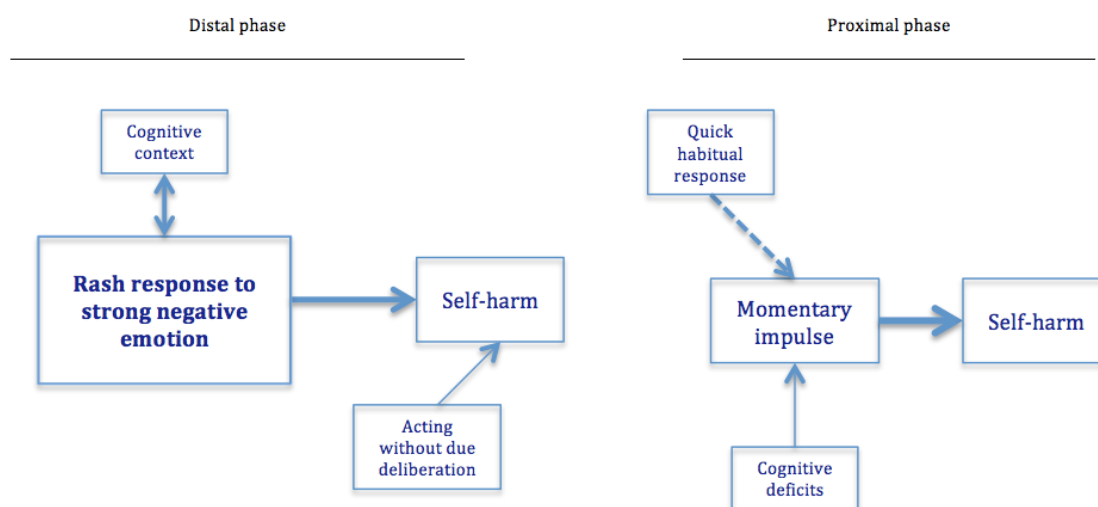 Distal phase
Proximal phase
Cognitive
context
Rash response to
strong negative
emotion
Self-harm
Acting
without due
deliberation
Quick
habitual
response
Momentary
impulse
Self-harm
Cognitive
deficits